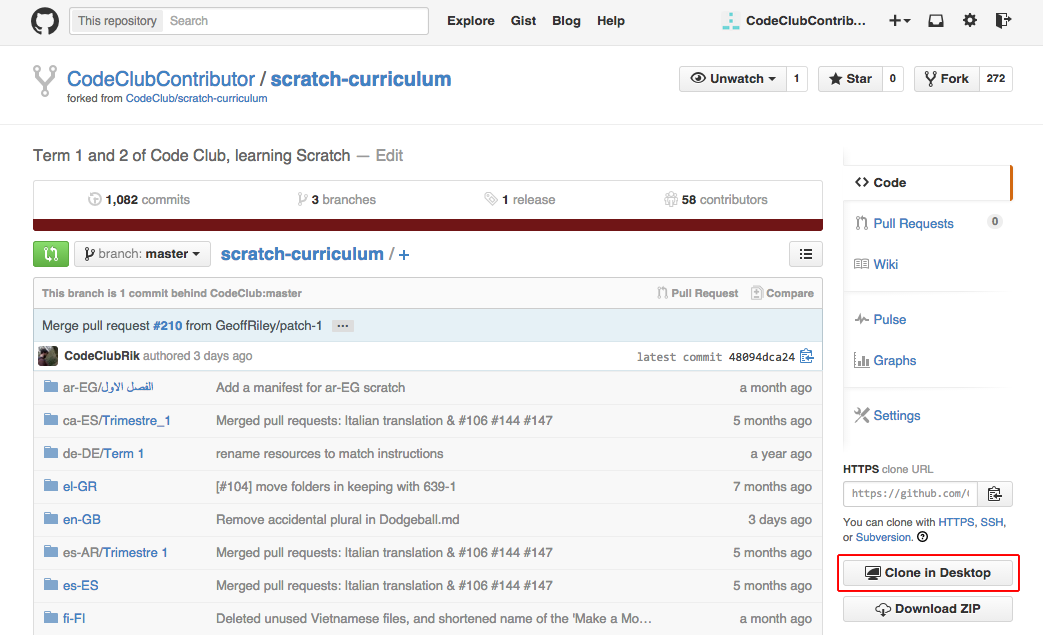 This repository Search Explore Gist Blog Help CodeClubContrib...
CodeClubContributor / scratch-curriculum
forked from CodeClub/scratch-curriculum
Unwatch 1 Star 0 Fork 272
Term 1 and 2 of Code Club, learning Scratch — Edit
1,082 commits 3 branches 1 release 58 contributors
branch: master scratch-curriculum / +
This branch is 1 commit behind CodeClub:master Pull Request Compare
Merge pull request #210 from GeoffRiley/patch-1 ...
CodeClubRik authored 3 days ago latest commit 48094dca24
ar-EG/الفصل الاول Add a manifest for ar-EG scratch a month ago
ca-ES/Trimestre_1 Merged pull requests: Italian translation & #106 #144 #147 5 months ago
de-DE/Term 1 rename resources to match instructions a year ago
el-GR [#104] move folders in keeping with 639-1 7 months ago
en-GB Remove accidental plural in Dodgeball.md 3 days ago
es-AR/Trimestre 1 Merged pull requests: Italian translation & #106 #144 #147 5 months ago
es-ES Merged pull requests: Italian translation & #106 #144 #147 5 months ago
fi-FI Deleted unused Vietnamese files, and shortened name of the 'Make a Mo... a month ago
Code
Pull Requests 0
Wiki
Pulse
Graphs
Settings
HTTPS clone URL
https://github.com/
You can clone with HTTPS, SSH,
or Subversion.
Clone in Desktop
Download ZIP